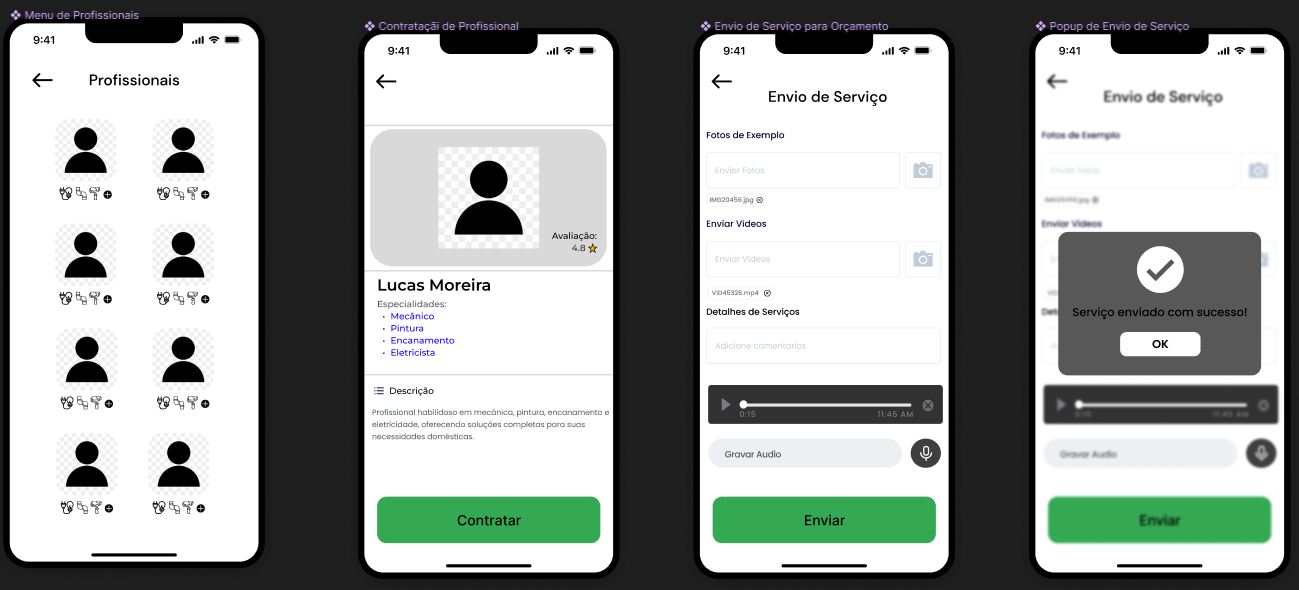 Menu de Profissionais
9:41
Profissionais
Contrataçãi de Profissional
9:41
Avaliação:
4.8
Lucas Moreira
Especialidades:
• Mecânico
• Pintura
• Encanamento
• Eletricista
Descrição
Profissional habilidoso em mecânica, pintura, encanamento e
eletricidade, oferecendo soluções completas para suas
necessidades domésticas.
Contratar
Envio de Serviço para Orçamento
9:41
Envio de Serviço
Fotos de Exemplo
Enviar Fotos
IMG20456.jpg
Enviar Vídeos
Enviar Vídeos
VID45326.mp4
Detalhes de Serviços
Adicione comentarios
0:15
11:45 AM
Gravar Audio
Enviar
Popup de Envio de Serviço
9:41
Envio de Serviço
Fotos de Exemplo
Enviar Fotos
IMG20456.jpg
Enviar Vídeos
Serviço enviado com sucesso!
OK
0:15
11:45 AM
Gravar Audio
Enviar